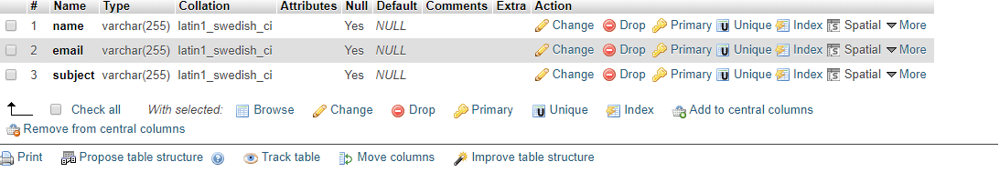 # Name Type Collation Attributes Null Default Comments Extra Action
1 name varchar(255) latin1_swedish_ci Yes NULL Change Drop Primary Unique Index Spatial More
2 email varchar(255) latin1_swedish_ci Yes NULL Change Drop Primary Unique Index Spatial More
3 subject varchar(255) latin1_swedish_ci Yes NULL Change Drop Primary Unique Index Spatial More
Check all With selected: Browse Change Drop Primary Unique Index Add to central columns
Remove from central columns
Print Propose table structure Track table Move columns Improve table structure